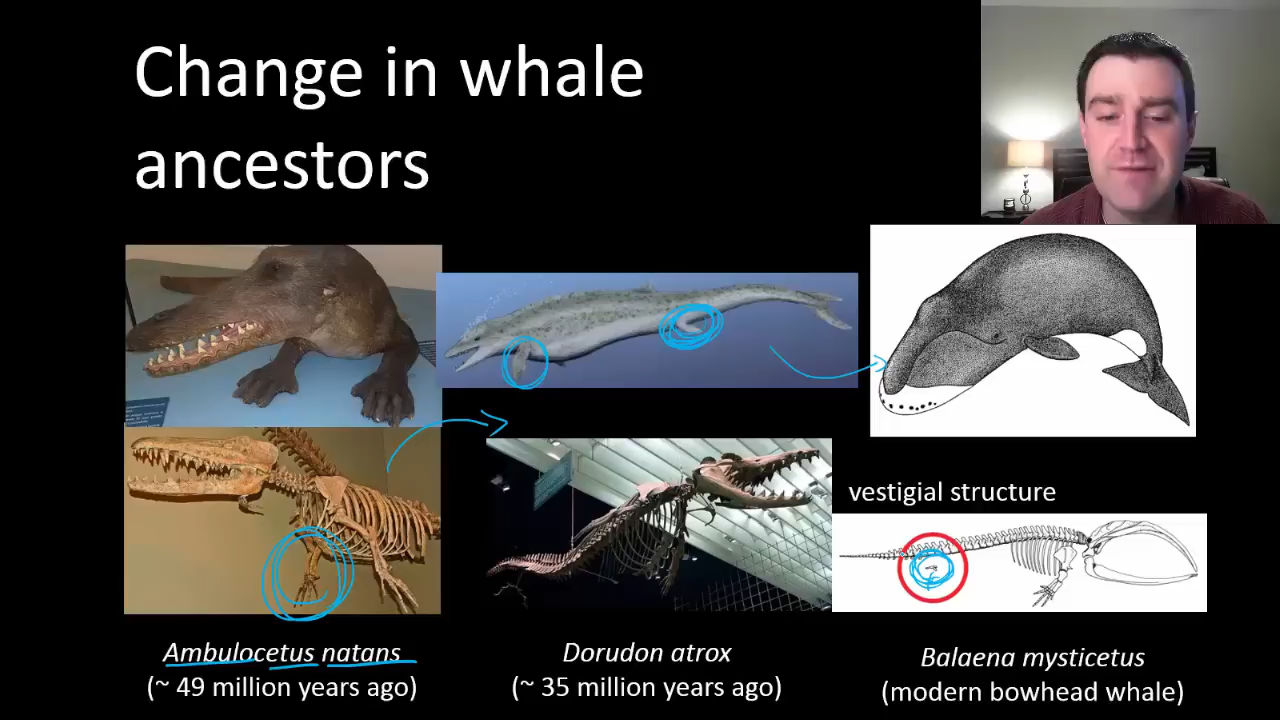 Change in whale
ancestors
vestigial structure
Ambulocetus natans
(~ 49 million years ago)
Dorudon atrox
(~ 35 million years ago)
Balaena mysticetus
(modern bowhead whale)